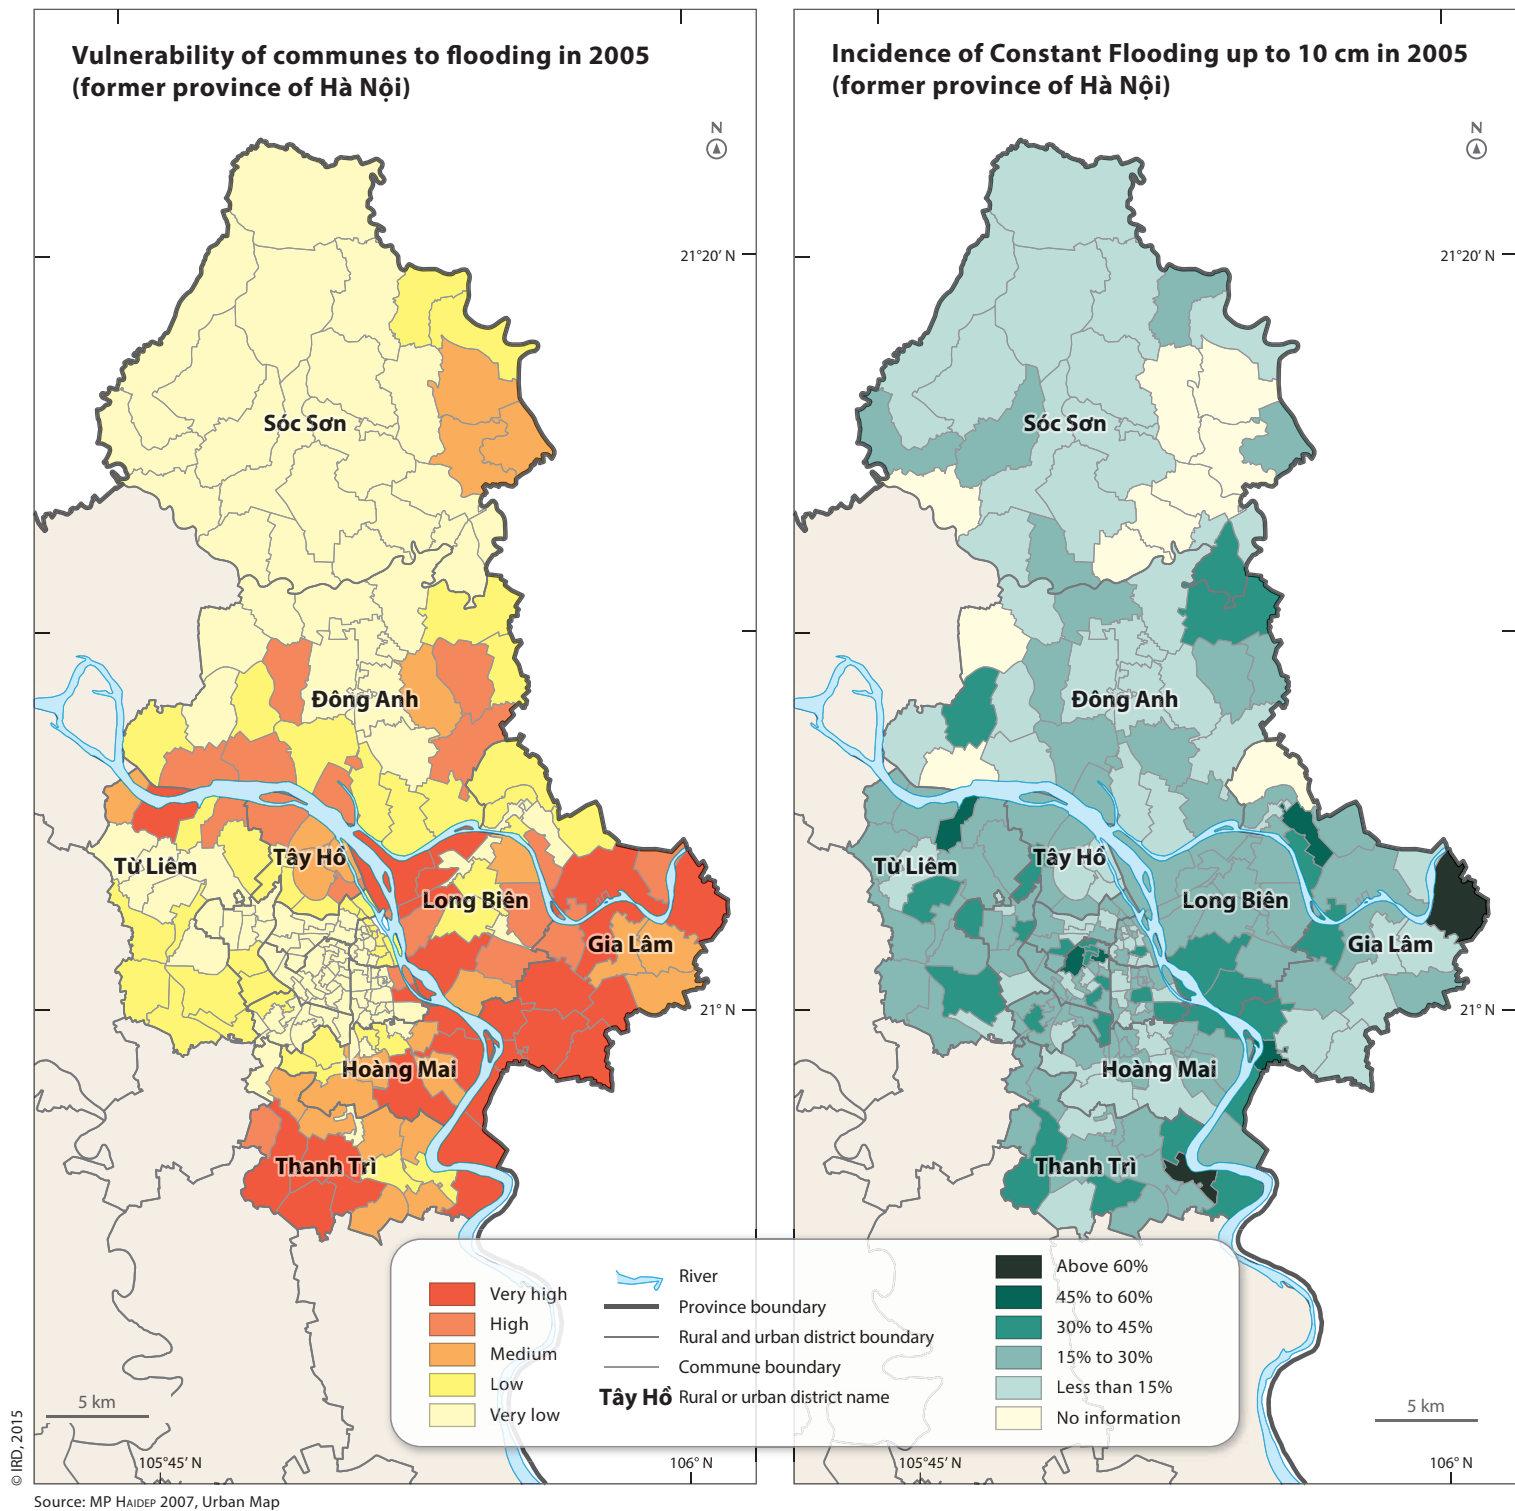 Vulnerability of communes to flooding in 2005
(former province of Hà Nội)
N
21°20′ N
Sóc Sơn
Đông Anh
Từ Liêm
Tây Hồ
Long Biên
Gia Lâm
21° N
Hoàng Mai
Thanh Trì
5 km
105°45′ N
106° N
Incidence of Constant Flooding up to 10 cm in 2005
(former province of Hà Nội)
N
21°20′ N
Sóc Sơn
Đông Anh
Từ Liêm
Tây Hồ
Long Biên
Gia Lâm
21° N
Hoàng Mai
Thanh Trì
5 km
105°45′ N
106° N
Very high
High
Medium
Low
Very low
River
Province boundary
Rural and urban district boundary
Commune boundary
Tây Hồ Rural or urban district name
Above 60%
45% to 60%
30% to 45%
15% to 30%
Less than 15%
No information
© IRD, 2015
Source: MP HAIDEP 2007, Urban Map